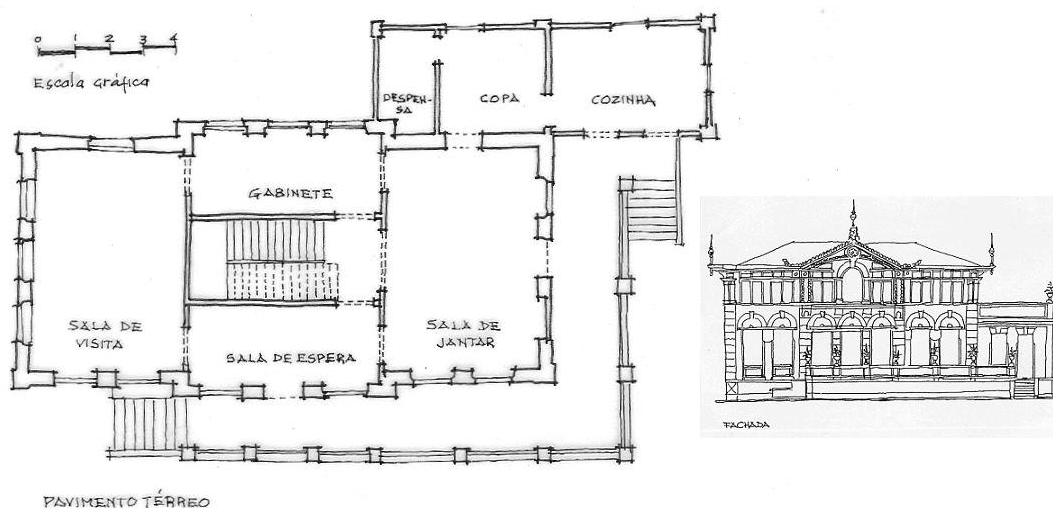 0 1 2 3 4
Escala Gráfica
DESPEN-
SA
COPA
COZINHA
GABINETE
SALA DE
VISITA
SALA DE ESPERA
SALA DE
JANTAR
FACHADA
PAVIMENTO TÉRREO